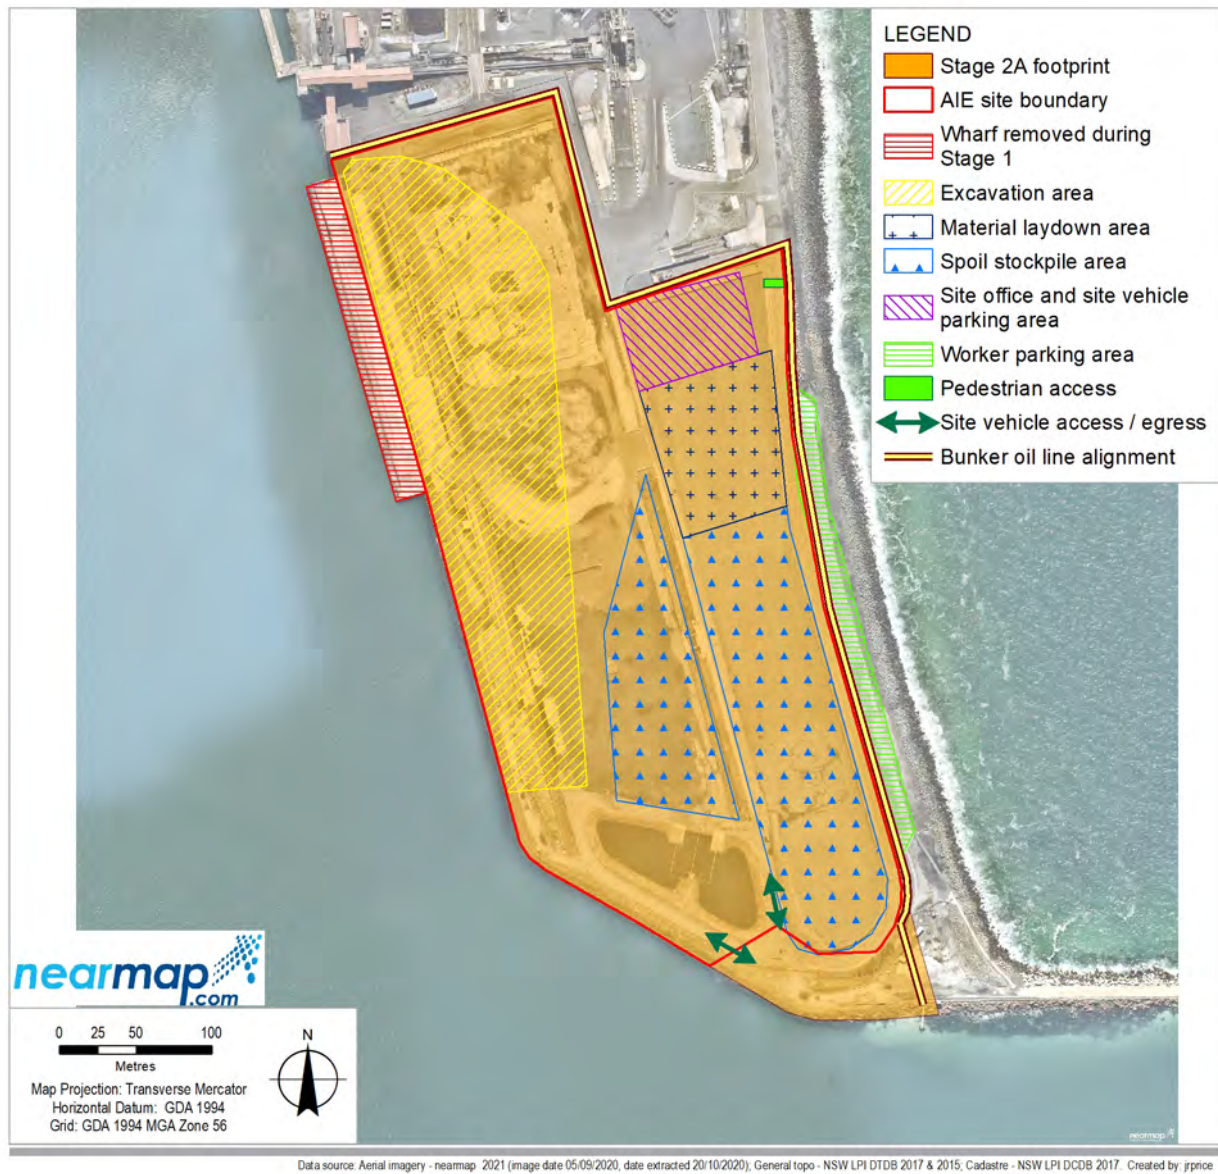 LEGEND
Stage 2A footprint
AIE site boundary
Wharf removed during
Stage 1
Excavation area
Material laydown area
Spoil stockpile area
Site office and site vehicle
parking area
Worker parking area
Pedestrian access
Site vehicle access / egress
Bunker oil line alignment
nearmap
.com
0 25 50 100
Metres
Map Projection: Transverse Mercator
Horizontal Datum: GDA 1994
Grid: GDA 1994 MGA Zone 56
N
nearmap
Data source: Aerial imagery - nearmap 2021 (image date 05/09/2020, date extracted 20/10/2020); General topo - NSW LPI DTDB 2017 & 2015; Cadastre - NSW LPI DCDB 2017. Created by: jrprice